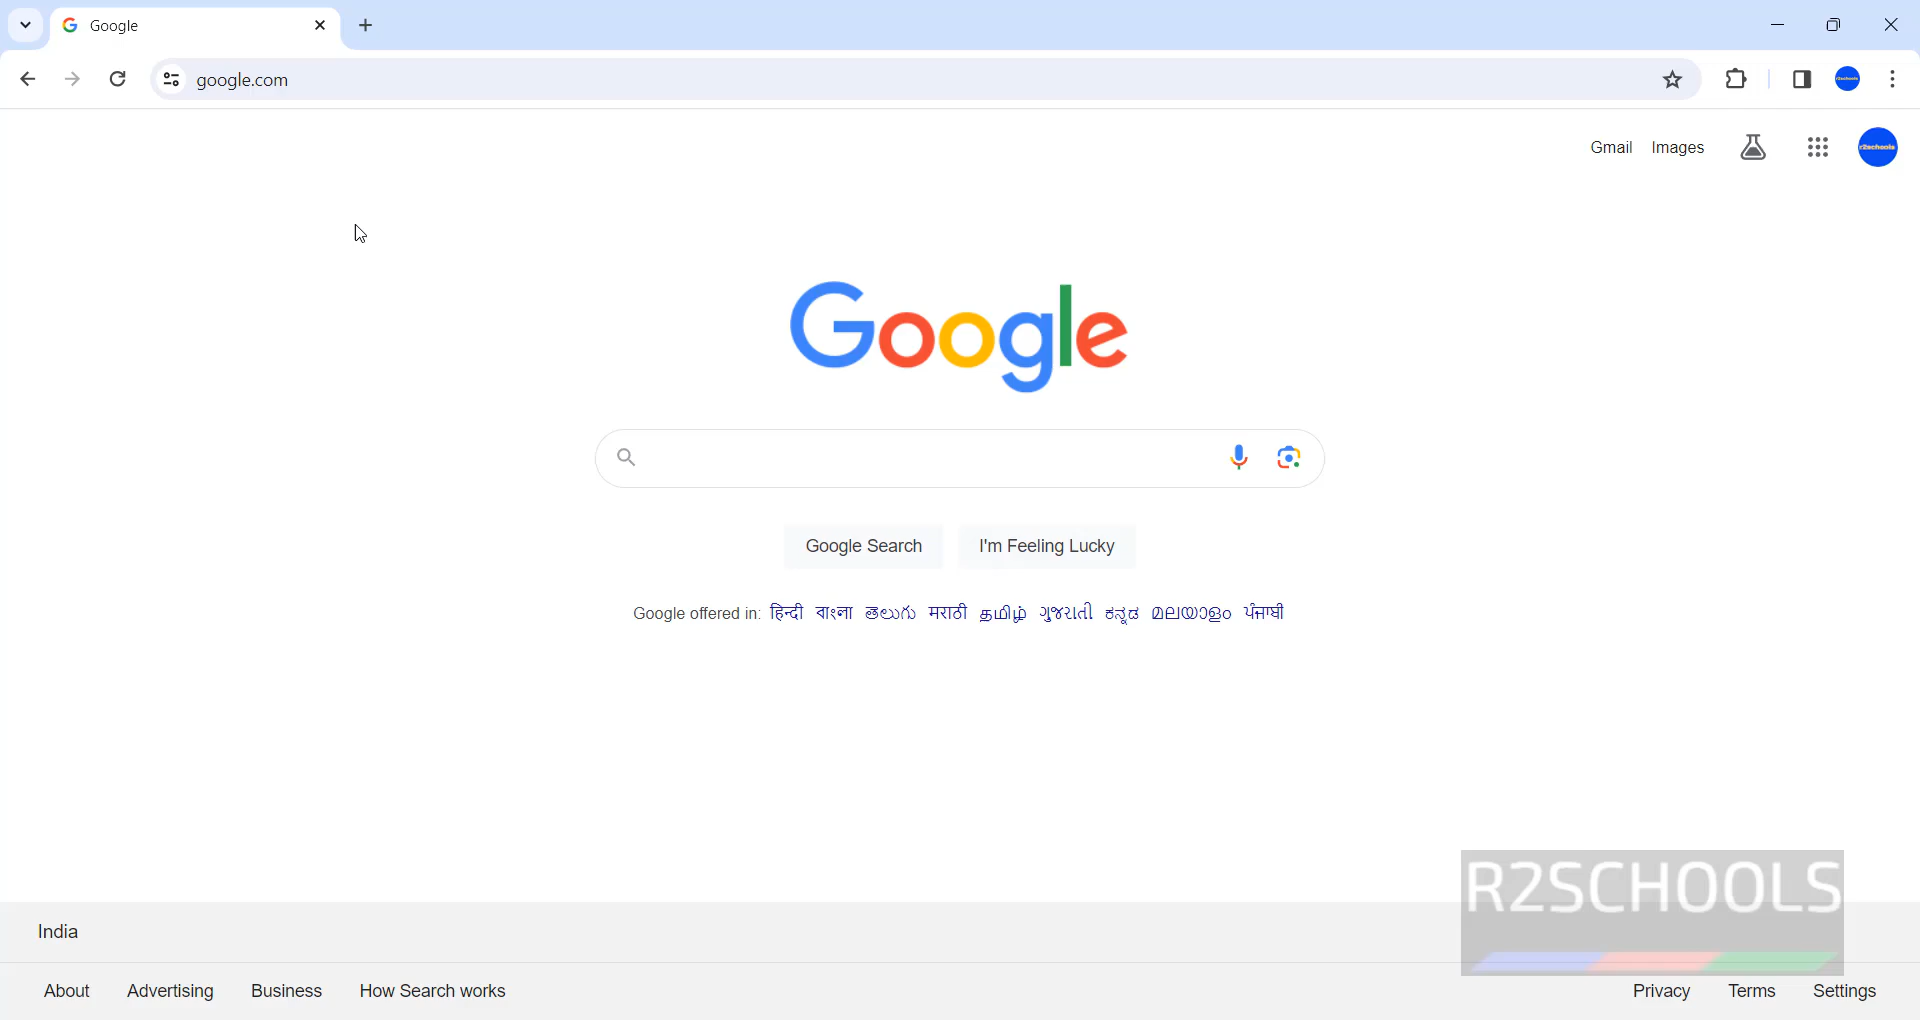 Google
google.com
Gmail Images
r2schools
Google
Google Search I'm Feeling Lucky
Google offered in: हिन्दी বাংলা తెలుగు मराठी தமிழ் ગુજરાતી ಕನ್ನಡ മലയാളം ਪੰਜਾਬੀ
R2SCHOOLS
India
About Advertising Business How Search works Privacy Terms Settings